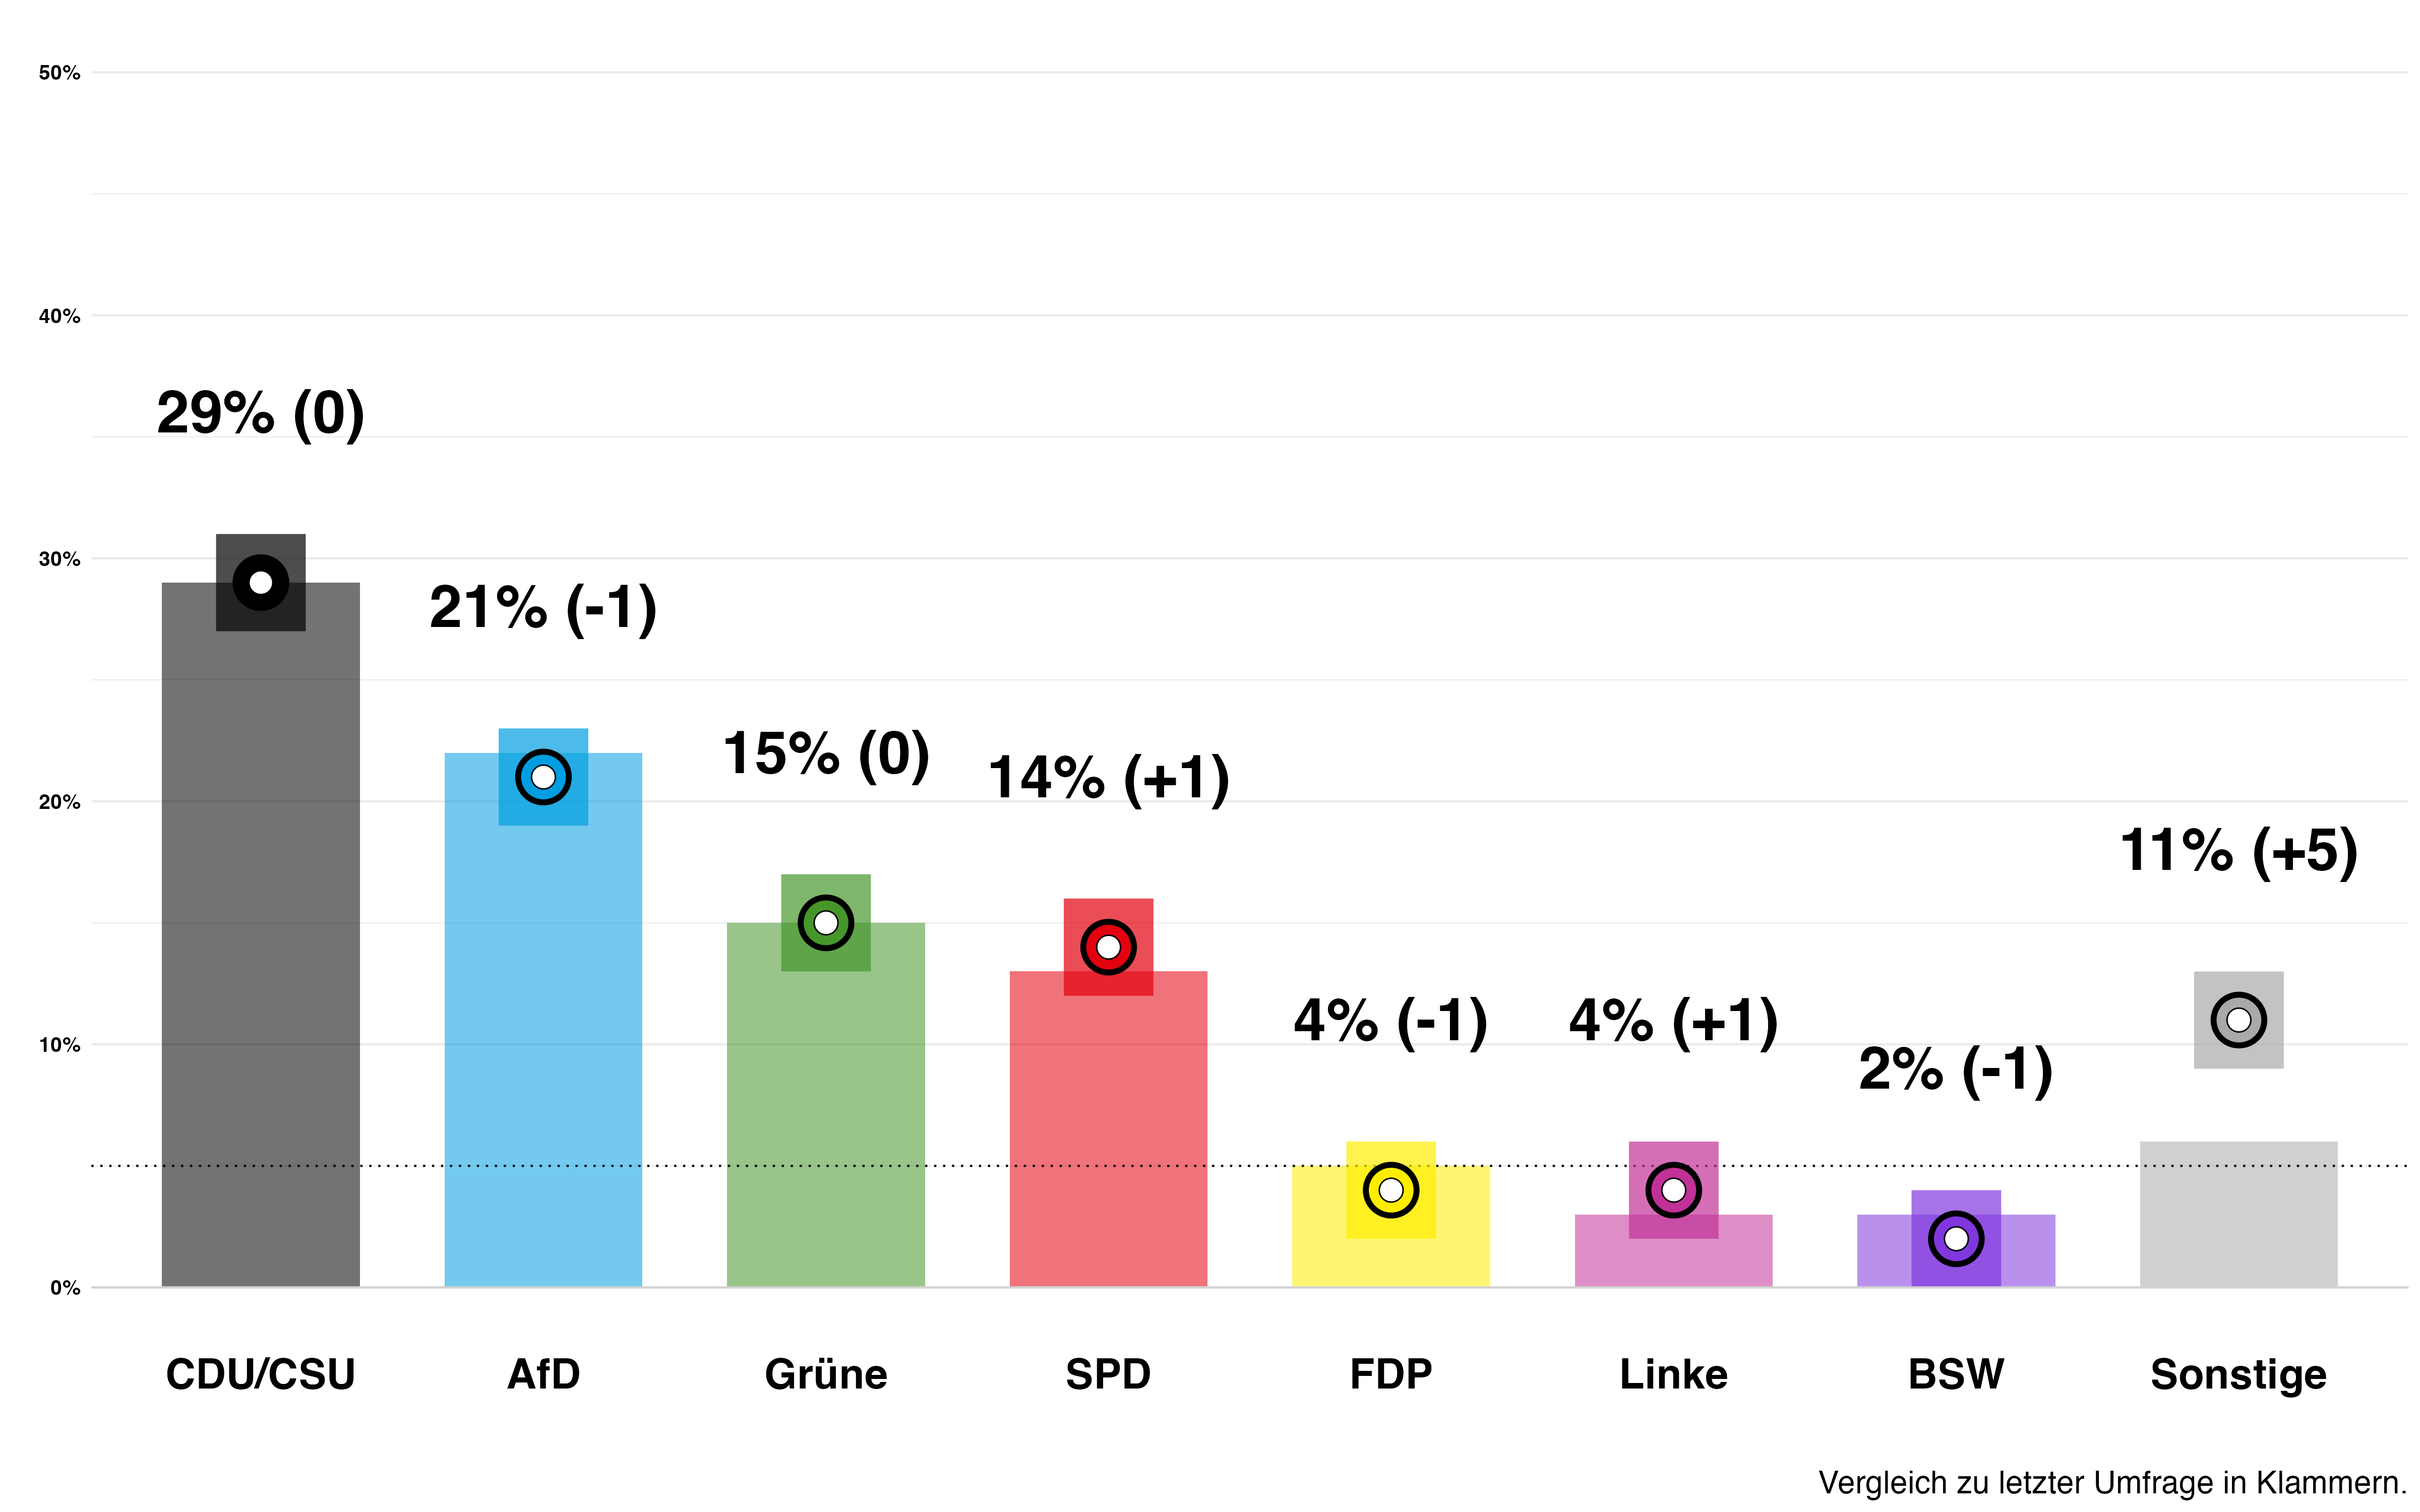 50%
40%
30%
20%
10%
0%
29% (0)
21% (-1)
15% (0)
14% (+1)
4% (-1)
4% (+1)
2% (-1)
11% (+5)
CDU/CSU
AfD
Grüne
SPD
FDP
Linke
BSW
Sonstige
Vergleich zu letzter Umfrage in Klammern.